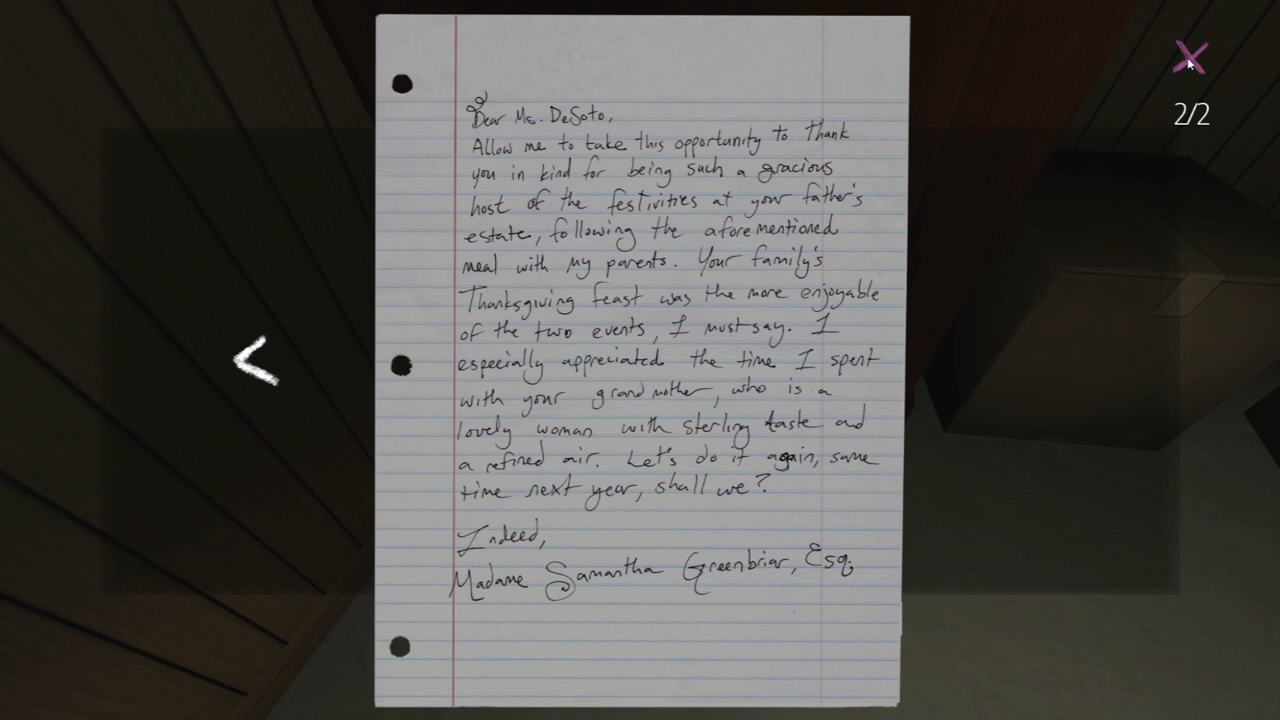 2/2
Dear Ms. DeSoto,
Allow me to take this opportunity to thank
you in kind for being such a gracious
host of the festivities at your father's
estate, following the aforementioned
meal with my parents. Your family's
Thanksgiving feast was the more enjoyable
of the two events, I must say. I
especially appreciated the time I spent
with your grandmother, who is a
lovely woman with sterling taste and
a refined air. Let's do it again, same
time next year, shall we?
Indeed,
Madame Samantha Greenbriar, Esq.